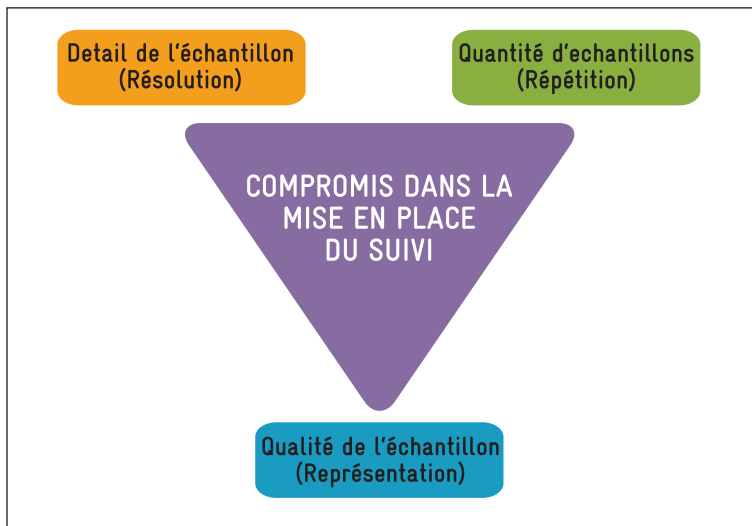 Detail de l'échantillon
(Résolution)
Quantité d'echantillons
(Répétition)
COMPROMIS DANS LA
MISE EN PLACE
DU SUIVI
Qualité de l'échantillon
(Représentation)